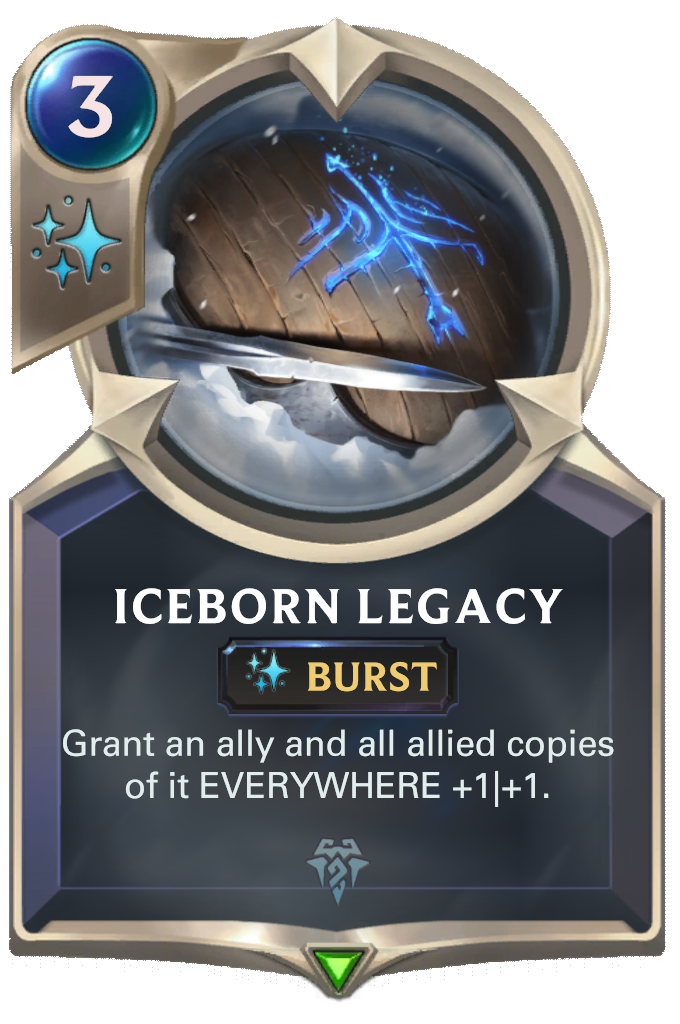 3
ICEBORN LEGACY
BURST
Grant an ally and all allied copies
of it EVERYWHERE +1|+1.